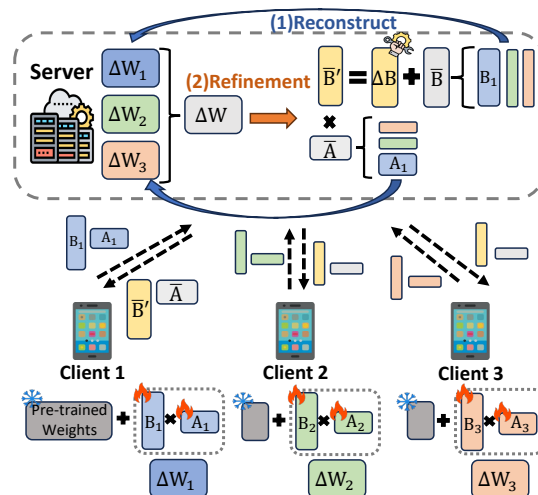 (1)Reconstruct
Server
ΔW₁
ΔW₂
ΔW₃
(2)Refinement
ΔW
B̅′ = ΔB + B̅
B₁
×
A̅
A₁
B₁ A₁
B̅′ A̅
Client 1
Client 2
Client 3
Pre-trained
Weights
+ B₁ × A₁
+ B₂ × A₂
+ B₃ × A₃
ΔW₁
ΔW₂
ΔW₃